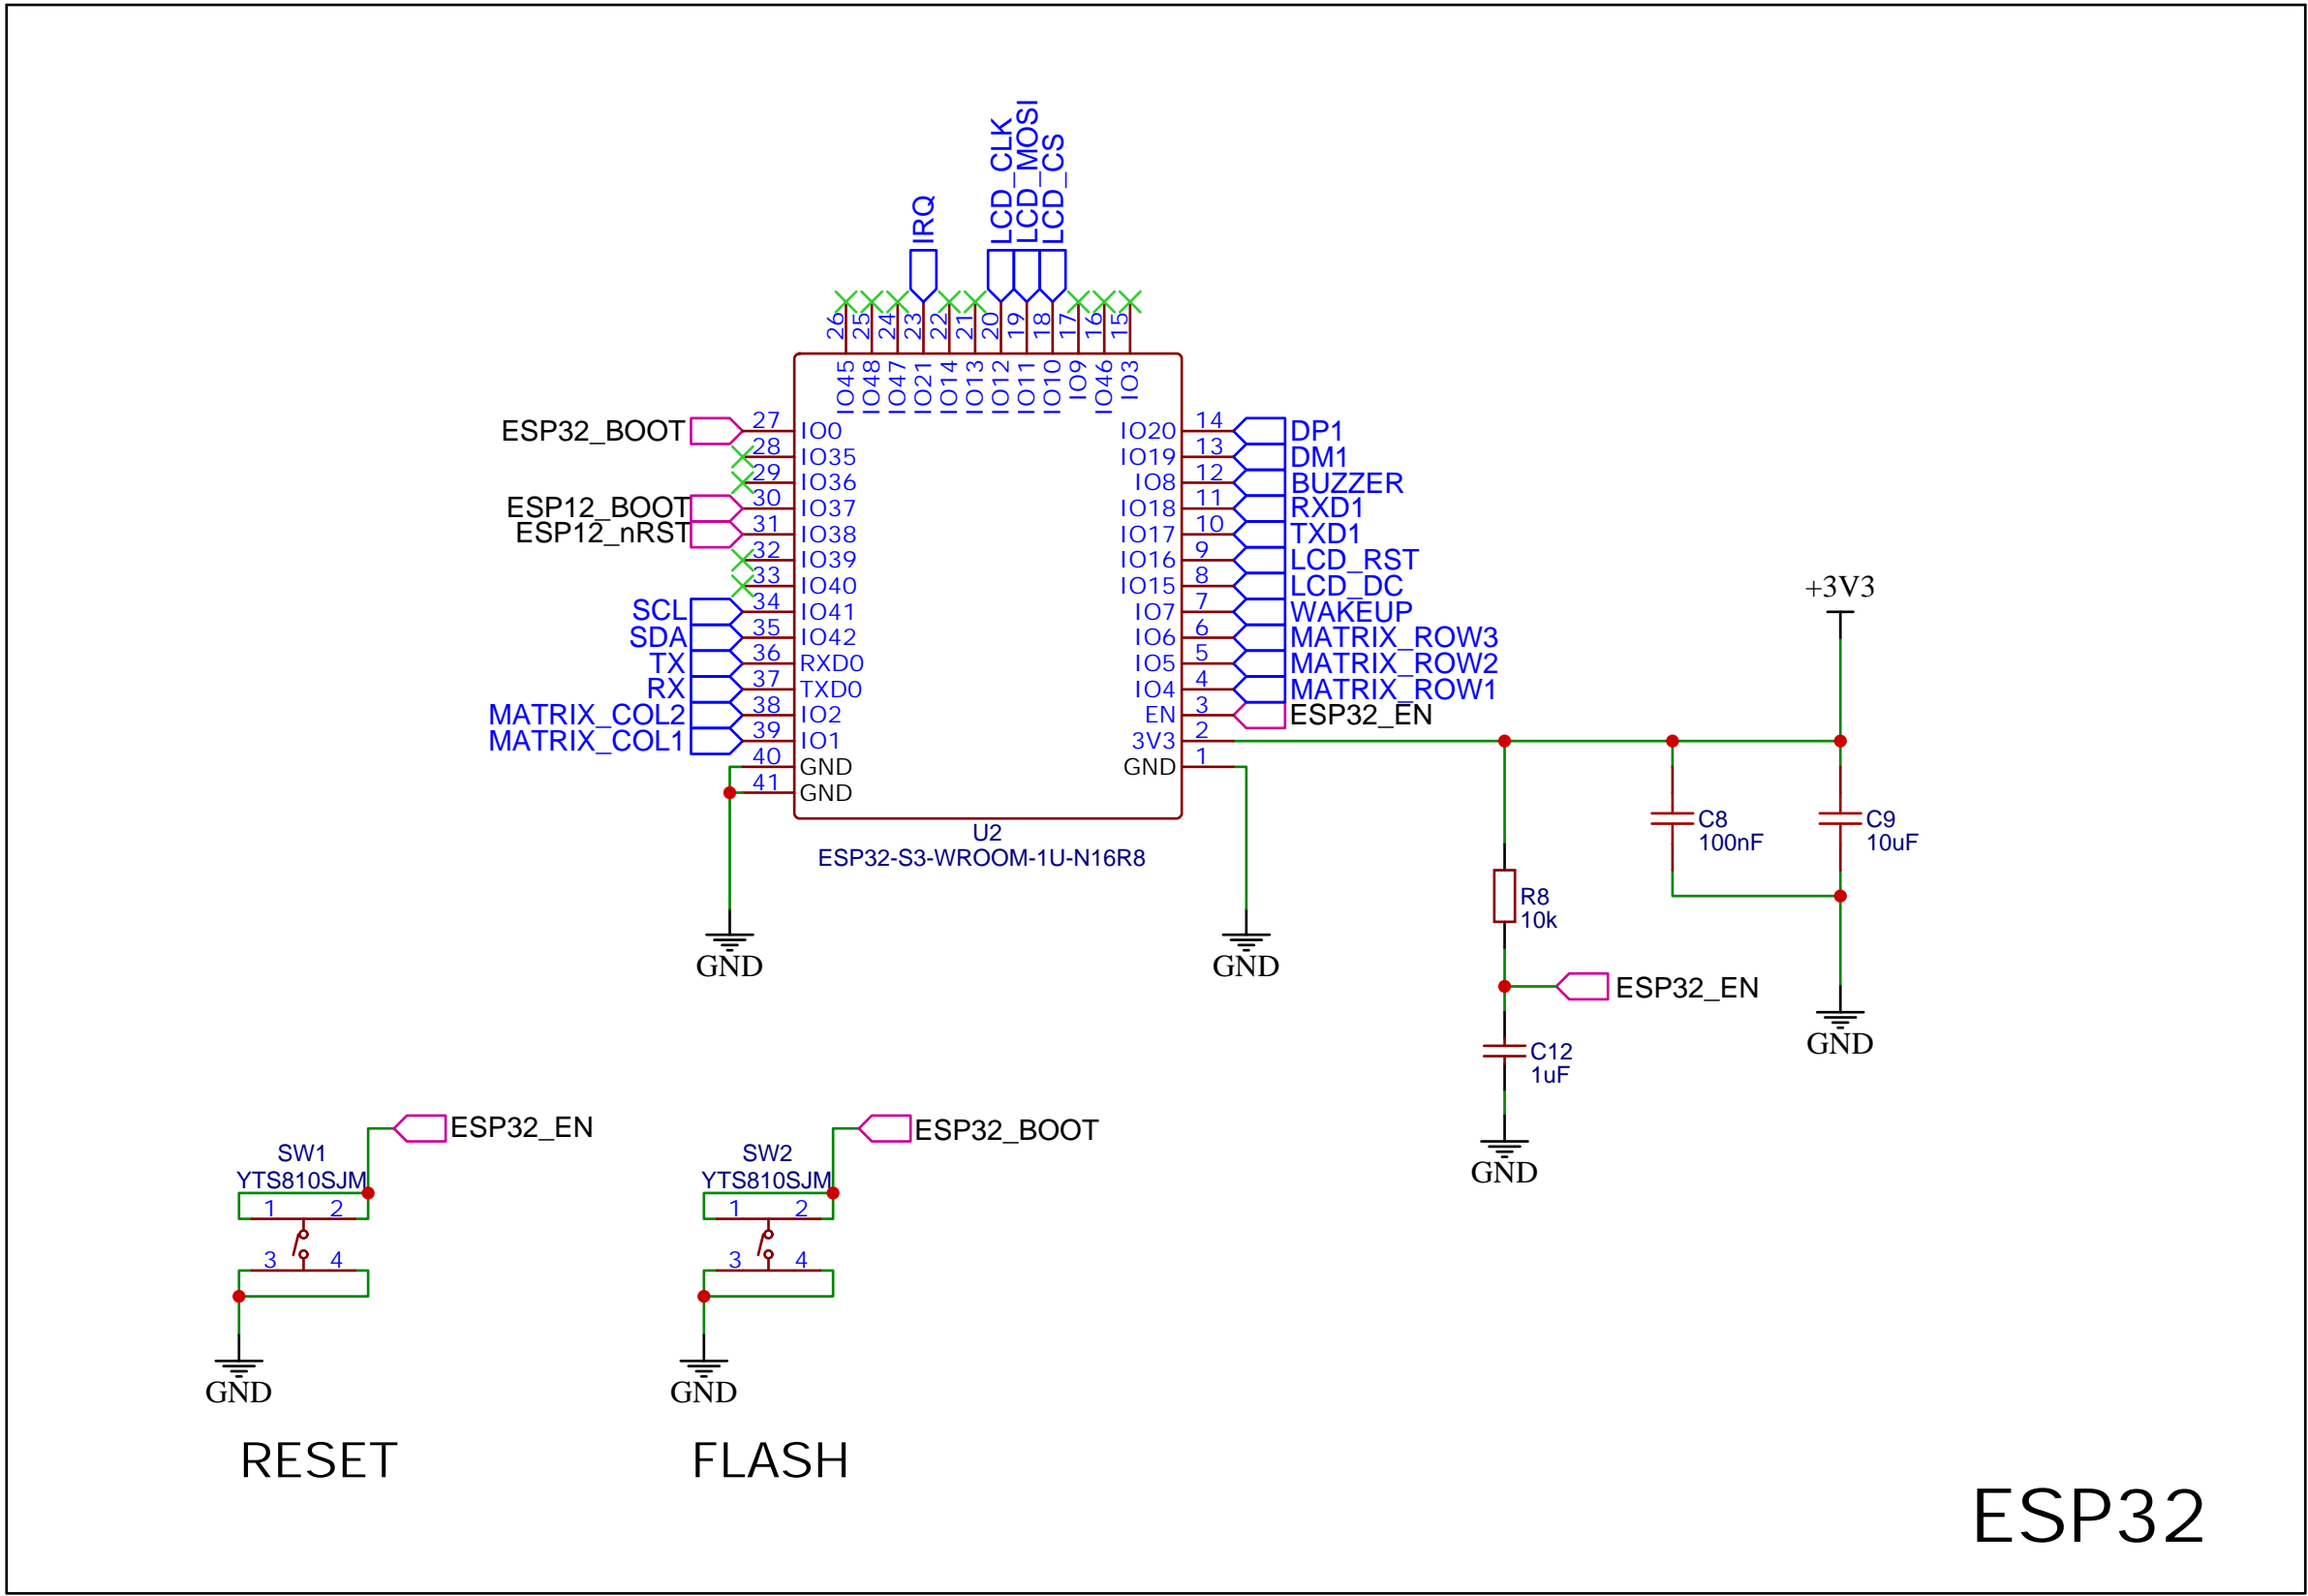 LCD_CLK
LCD_MOSI
LCD_CS
IRQ
26
25
24
23
22
21
20
19
18
17
16
15
IO45
IO48
IO47
IO21
IO14
IO13
IO12
IO11
IO10
IO9
IO46
IO3
ESP32_BOOT 27 IO0
28 IO35
29 IO36
ESP12_BOOT 30 IO37
ESP12_nRST 31 IO38
32 IO39
33 IO40
SCL 34 IO41
SDA 35 IO42
TX 36 RXD0
RX 37 TXD0
MATRIX_COL2 38 IO2
MATRIX_COL1 39 IO1
40 GND
41 GND
IO20 14 DP1
IO19 13 DM1
IO8 12 BUZZER
IO18 11 RXD1
IO17 10 TXD1
IO16 9 LCD_RST
IO15 8 LCD_DC
IO7 7 WAKEUP
IO6 6 MATRIX_ROW3
IO5 5 MATRIX_ROW2
IO4 4 MATRIX_ROW1
EN 3 ESP32_EN
3V3 2
GND 1
U2
ESP32-S3-WROOM-1U-N16R8
GND
GND
+3V3
C8
100nF
C9
10uF
R8
10k
ESP32_EN
GND
C12
1uF
GND
ESP32_EN
SW1
YTS810SJM
1 2
3 4
GND
RESET
ESP32_BOOT
SW2
YTS810SJM
1 2
3 4
GND
FLASH
ESP32